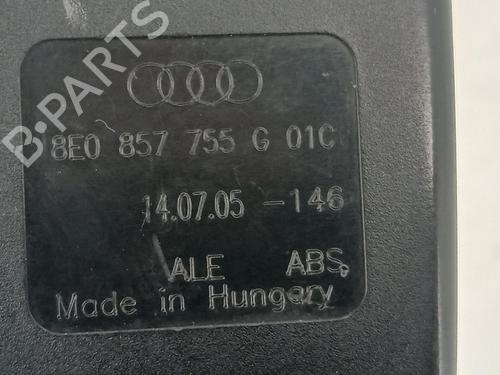 B-PARTS
8E0 857 755 G 01C
14.07.05 -146
ALE ABS
Made in Hungary